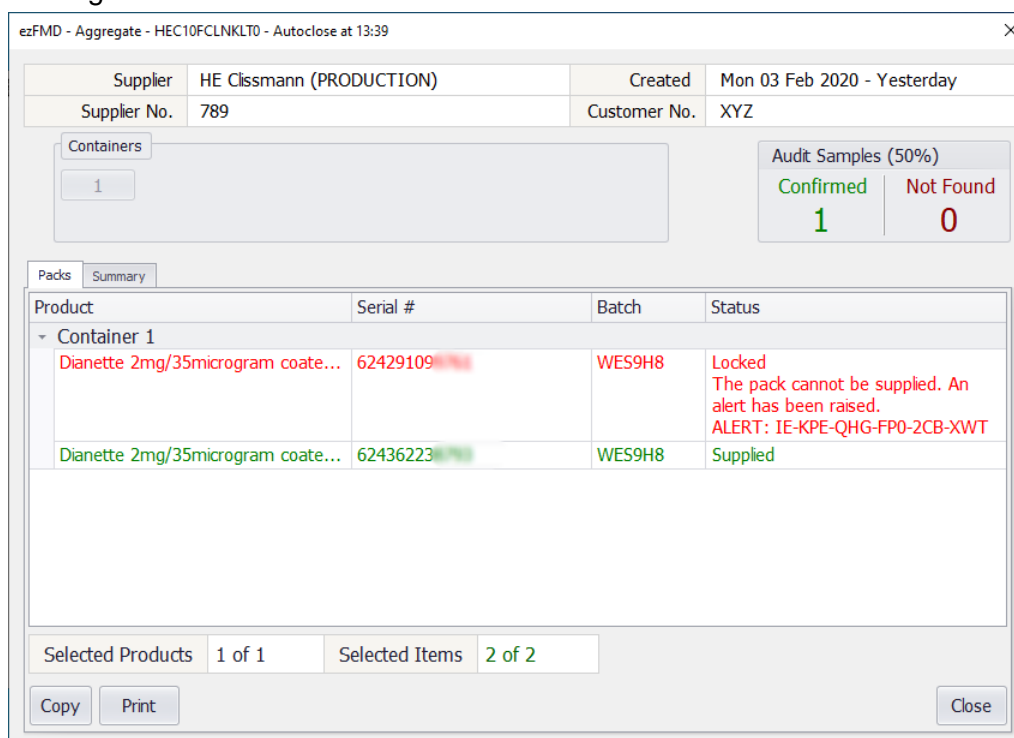 ezFMD - Aggregate - HEC10FCLNKLT0 - Autoclose at 13:39
Supplier HE Clissmann (PRODUCTION) Created Mon 03 Feb 2020 - Yesterday
Supplier No. 789 Customer No. XYZ
Containers
1
Audit Samples (50%)
Confirmed Not Found
1 0
Packs Summary
Product Serial # Batch Status
Container 1
Dianette 2mg/35microgram coate... 62429109 WES9H8 Locked
The pack cannot be supplied. An
alert has been raised.
ALERT: IE-KPE-QHG-FP0-2CB-XWT
Dianette 2mg/35microgram coate... 62436223 WES9H8 Supplied
Selected Products 1 of 1 Selected Items 2 of 2
Copy Print Close